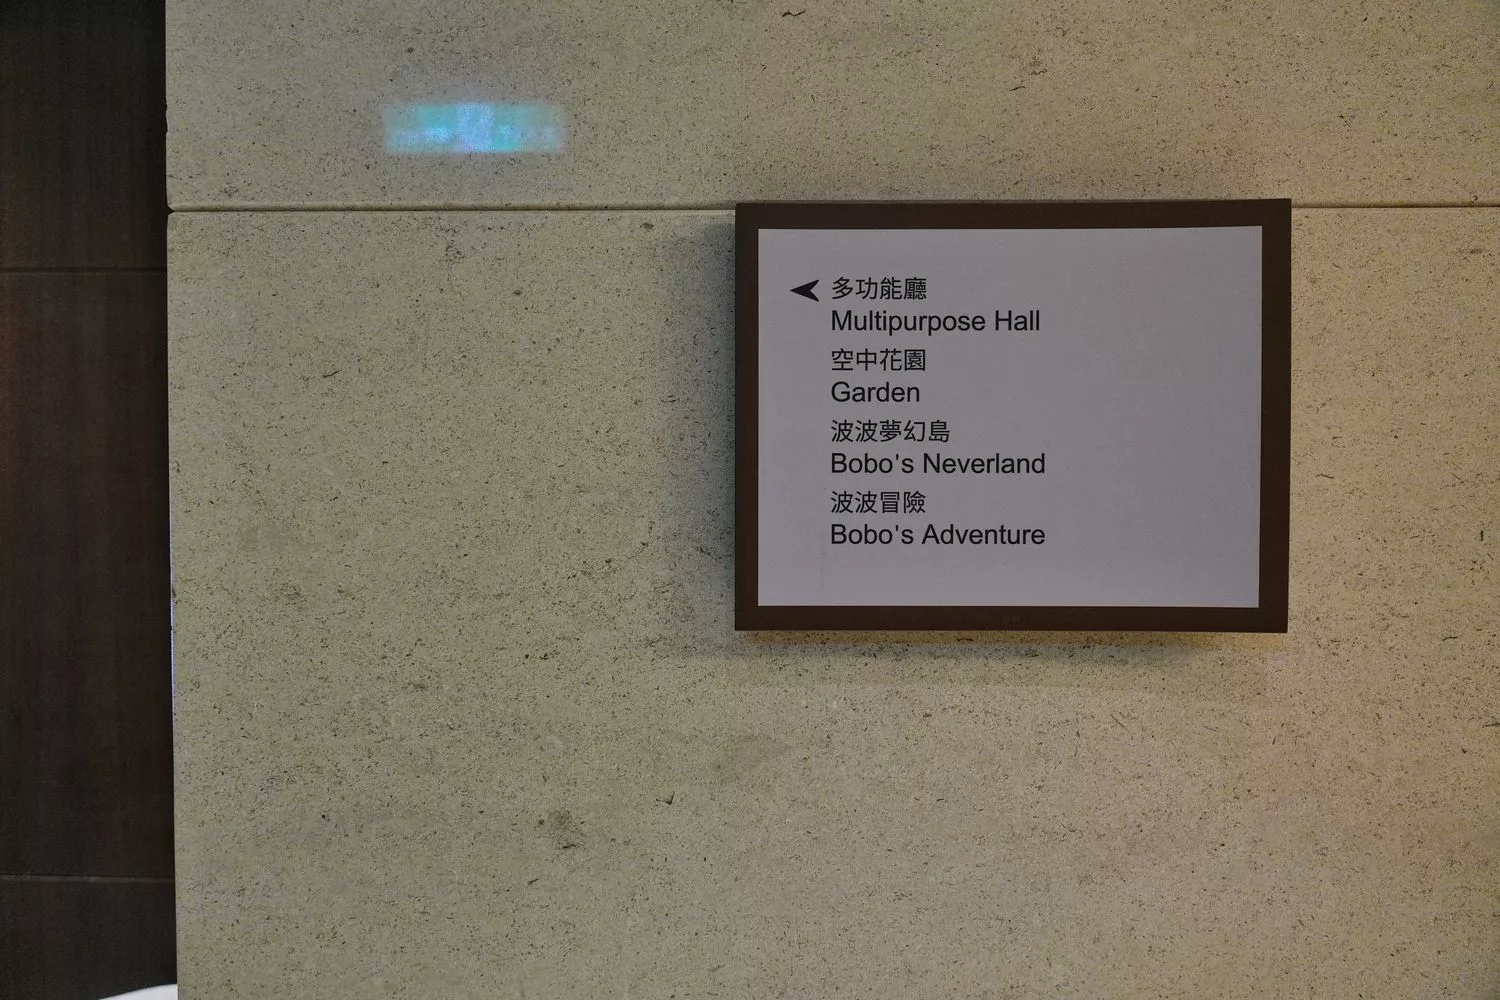 多功能廳
Multipurpose Hall
空中花園
Garden
波波夢幻島
Bobo's Neverland
波波冒險
Bobo's Adventure